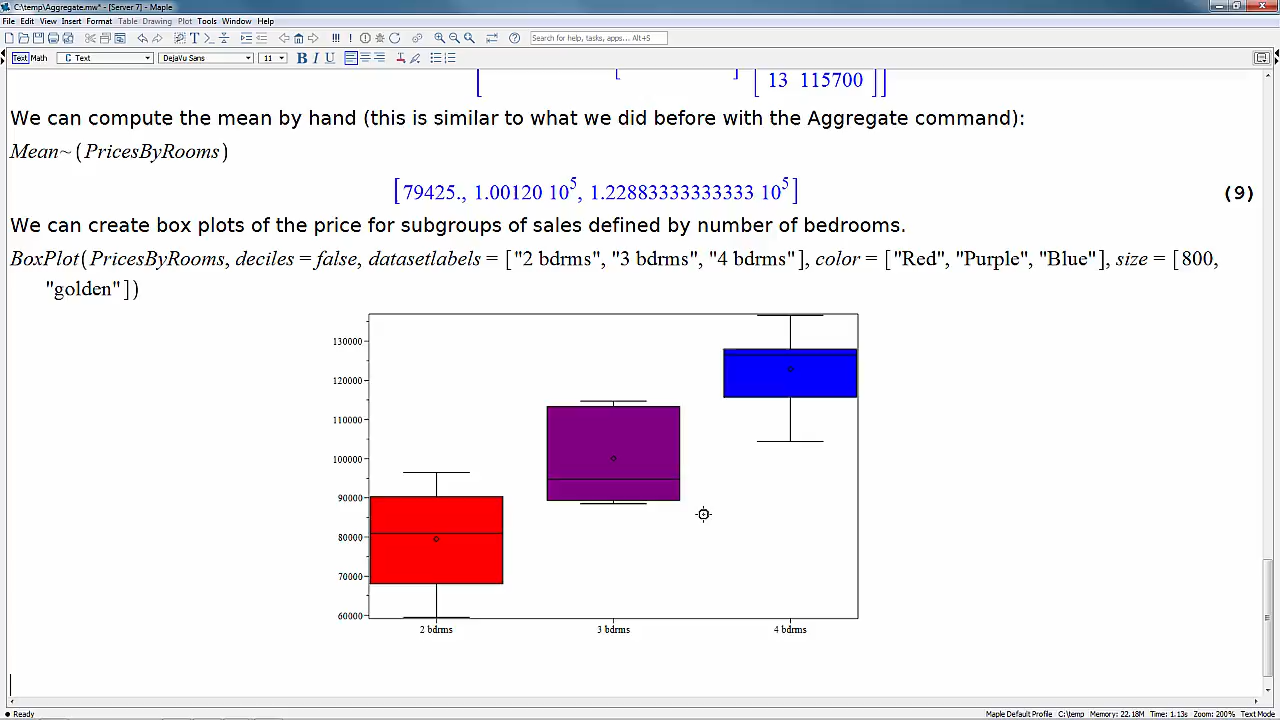 C:\temp\Aggregate.mw* - [Server 7] - Maple
File Edit View Insert Format Table Drawing Plot Tools Window Help
Search for help, tasks, apps... Alt+S
Text Math C Text DejaVu Sans 11 B I U
13 115700
We can compute the mean by hand (this is similar to what we did before with the Aggregate command):
Mean~(PricesByRooms)
[79425., 1.00120 10^5, 1.22883333333333 10^5] (9)
We can create box plots of the price for subgroups of sales defined by number of bedrooms.
BoxPlot(PricesByRooms, deciles = false, datasetlabels = ["2 bdrms", "3 bdrms", "4 bdrms"], color = ["Red", "Purple", "Blue"], size = [800,
"golden"])
130000
120000
110000
100000
90000
80000
70000
60000
2 bdrms 3 bdrms 4 bdrms
Ready Maple Default Profile C:\temp Memory: 22.18M Time: 1.13s Zoom: 200% Text Mode